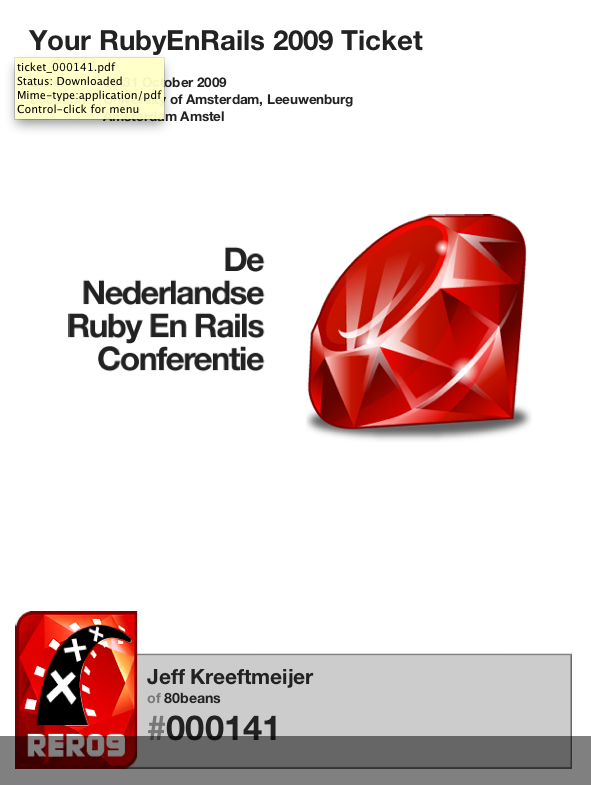 Your RubyEnRails 2009 Ticket
ticket_000141.pdf
Status: Downloaded
Mime-type:application/pdf
Control-click for menu
October 2009
of Amsterdam, Leeuwenburg
Amsterdam Amstel
De
Nederlandse
Ruby En Rails
Conferentie
Jeff Kreeftmeijer
of 80beans
#000141
RER09